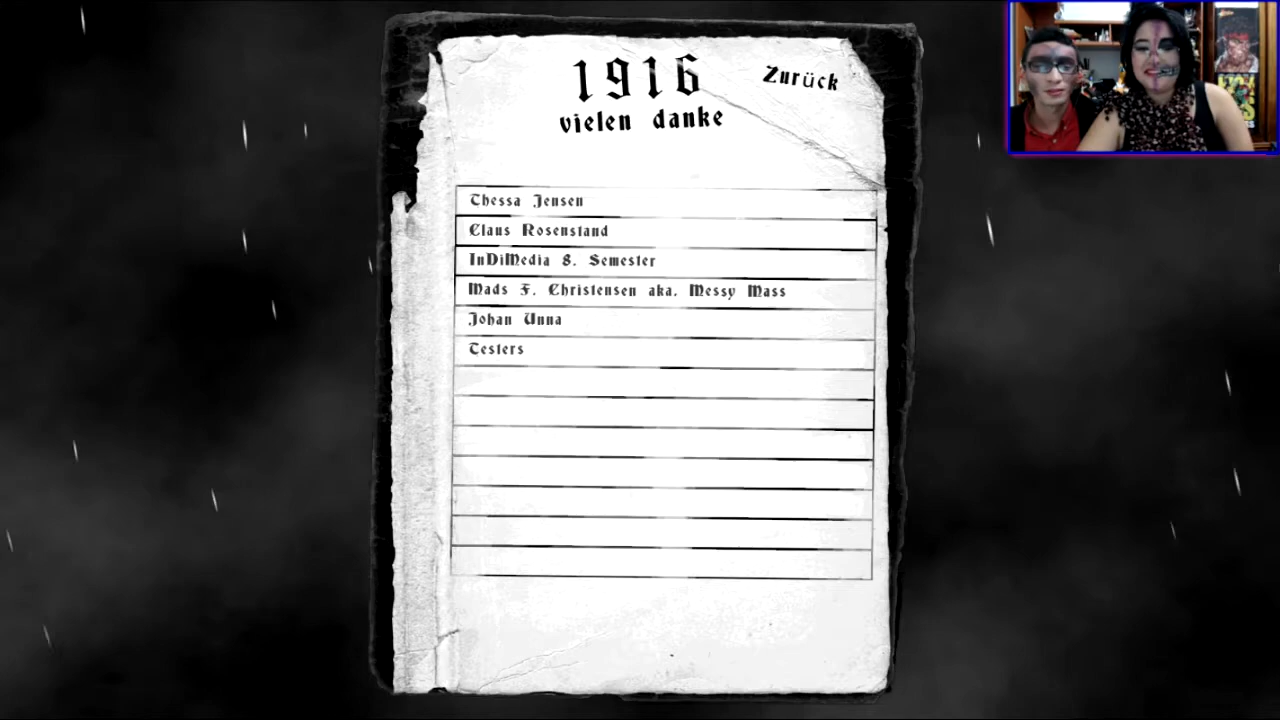 1916
Zurück
vielen danke
Thessa Jensen
Claus Rosenstand
InDiMedia 8. Semester
Mads F. Christensen aka. Messy Mass
Johan Unna
Testers